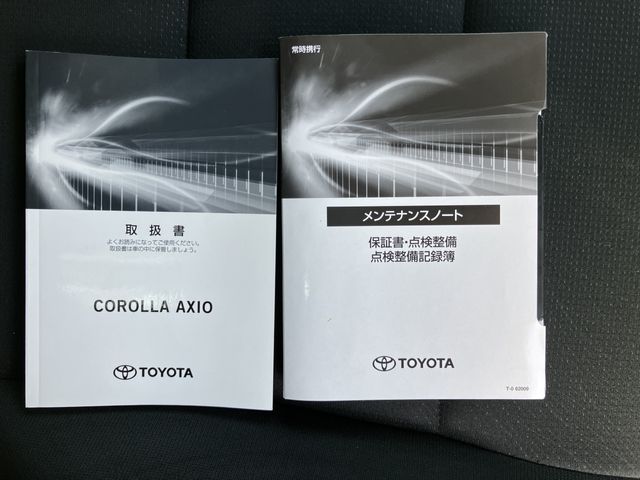 取扱書
よくお読みになってご使用ください。
取扱書は車の中に保管しましょう。
COROLLA AXIO
TOYOTA
常時携行
メンテナンスノート
保証書・点検整備
点検整備記録簿
TOYOTA
T-0 62009